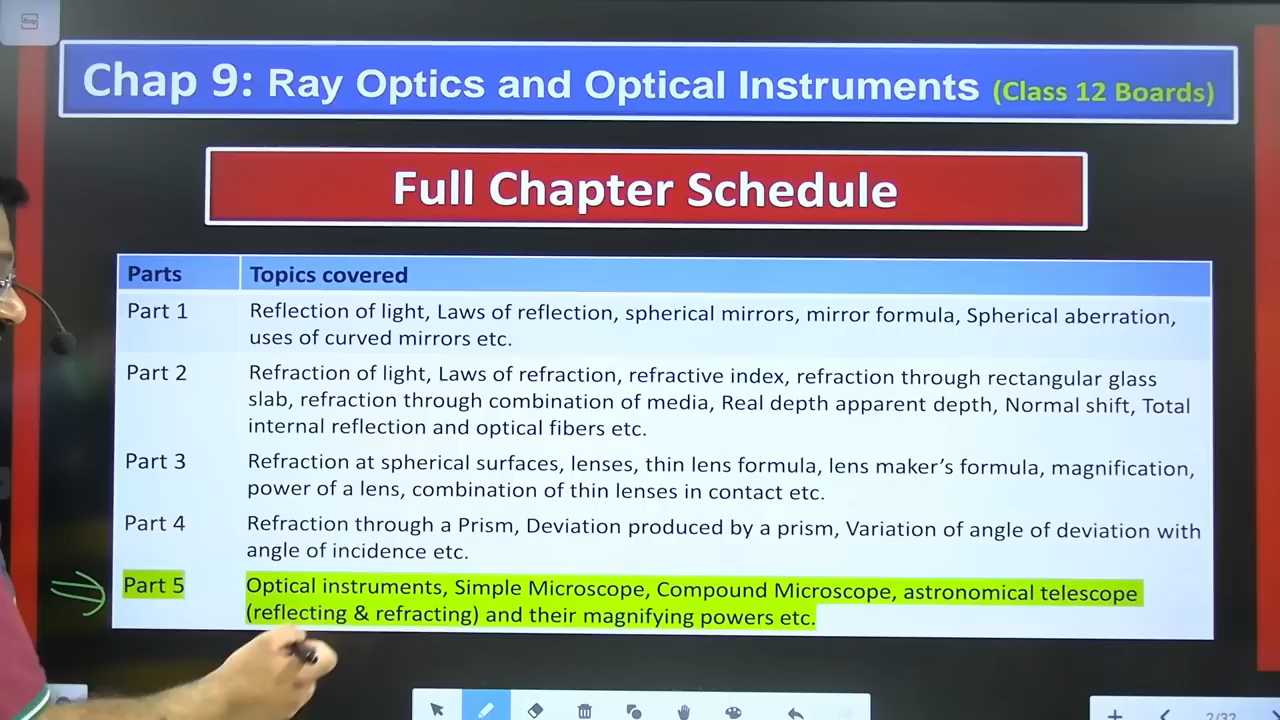 Chap 9: Ray Optics and Optical Instruments (Class 12 Boards)
Full Chapter Schedule
Parts Topics covered
Part 1 Reflection of light, Laws of reflection, spherical mirrors, mirror formula, Spherical aberration,
uses of curved mirrors etc.
Part 2 Refraction of light, Laws of refraction, refractive index, refraction through rectangular glass
slab, refraction through combination of media, Real depth apparent depth, Normal shift, Total
internal reflection and optical fibers etc.
Part 3 Refraction at spherical surfaces, lenses, thin lens formula, lens maker's formula, magnification,
power of a lens, combination of thin lenses in contact etc.
Part 4 Refraction through a Prism, Deviation produced by a prism, Variation of angle of deviation with
angle of incidence etc.
Part 5 Optical instruments, Simple Microscope, Compound Microscope, astronomical telescope
(reflecting & refracting) and their magnifying powers etc.
2/32